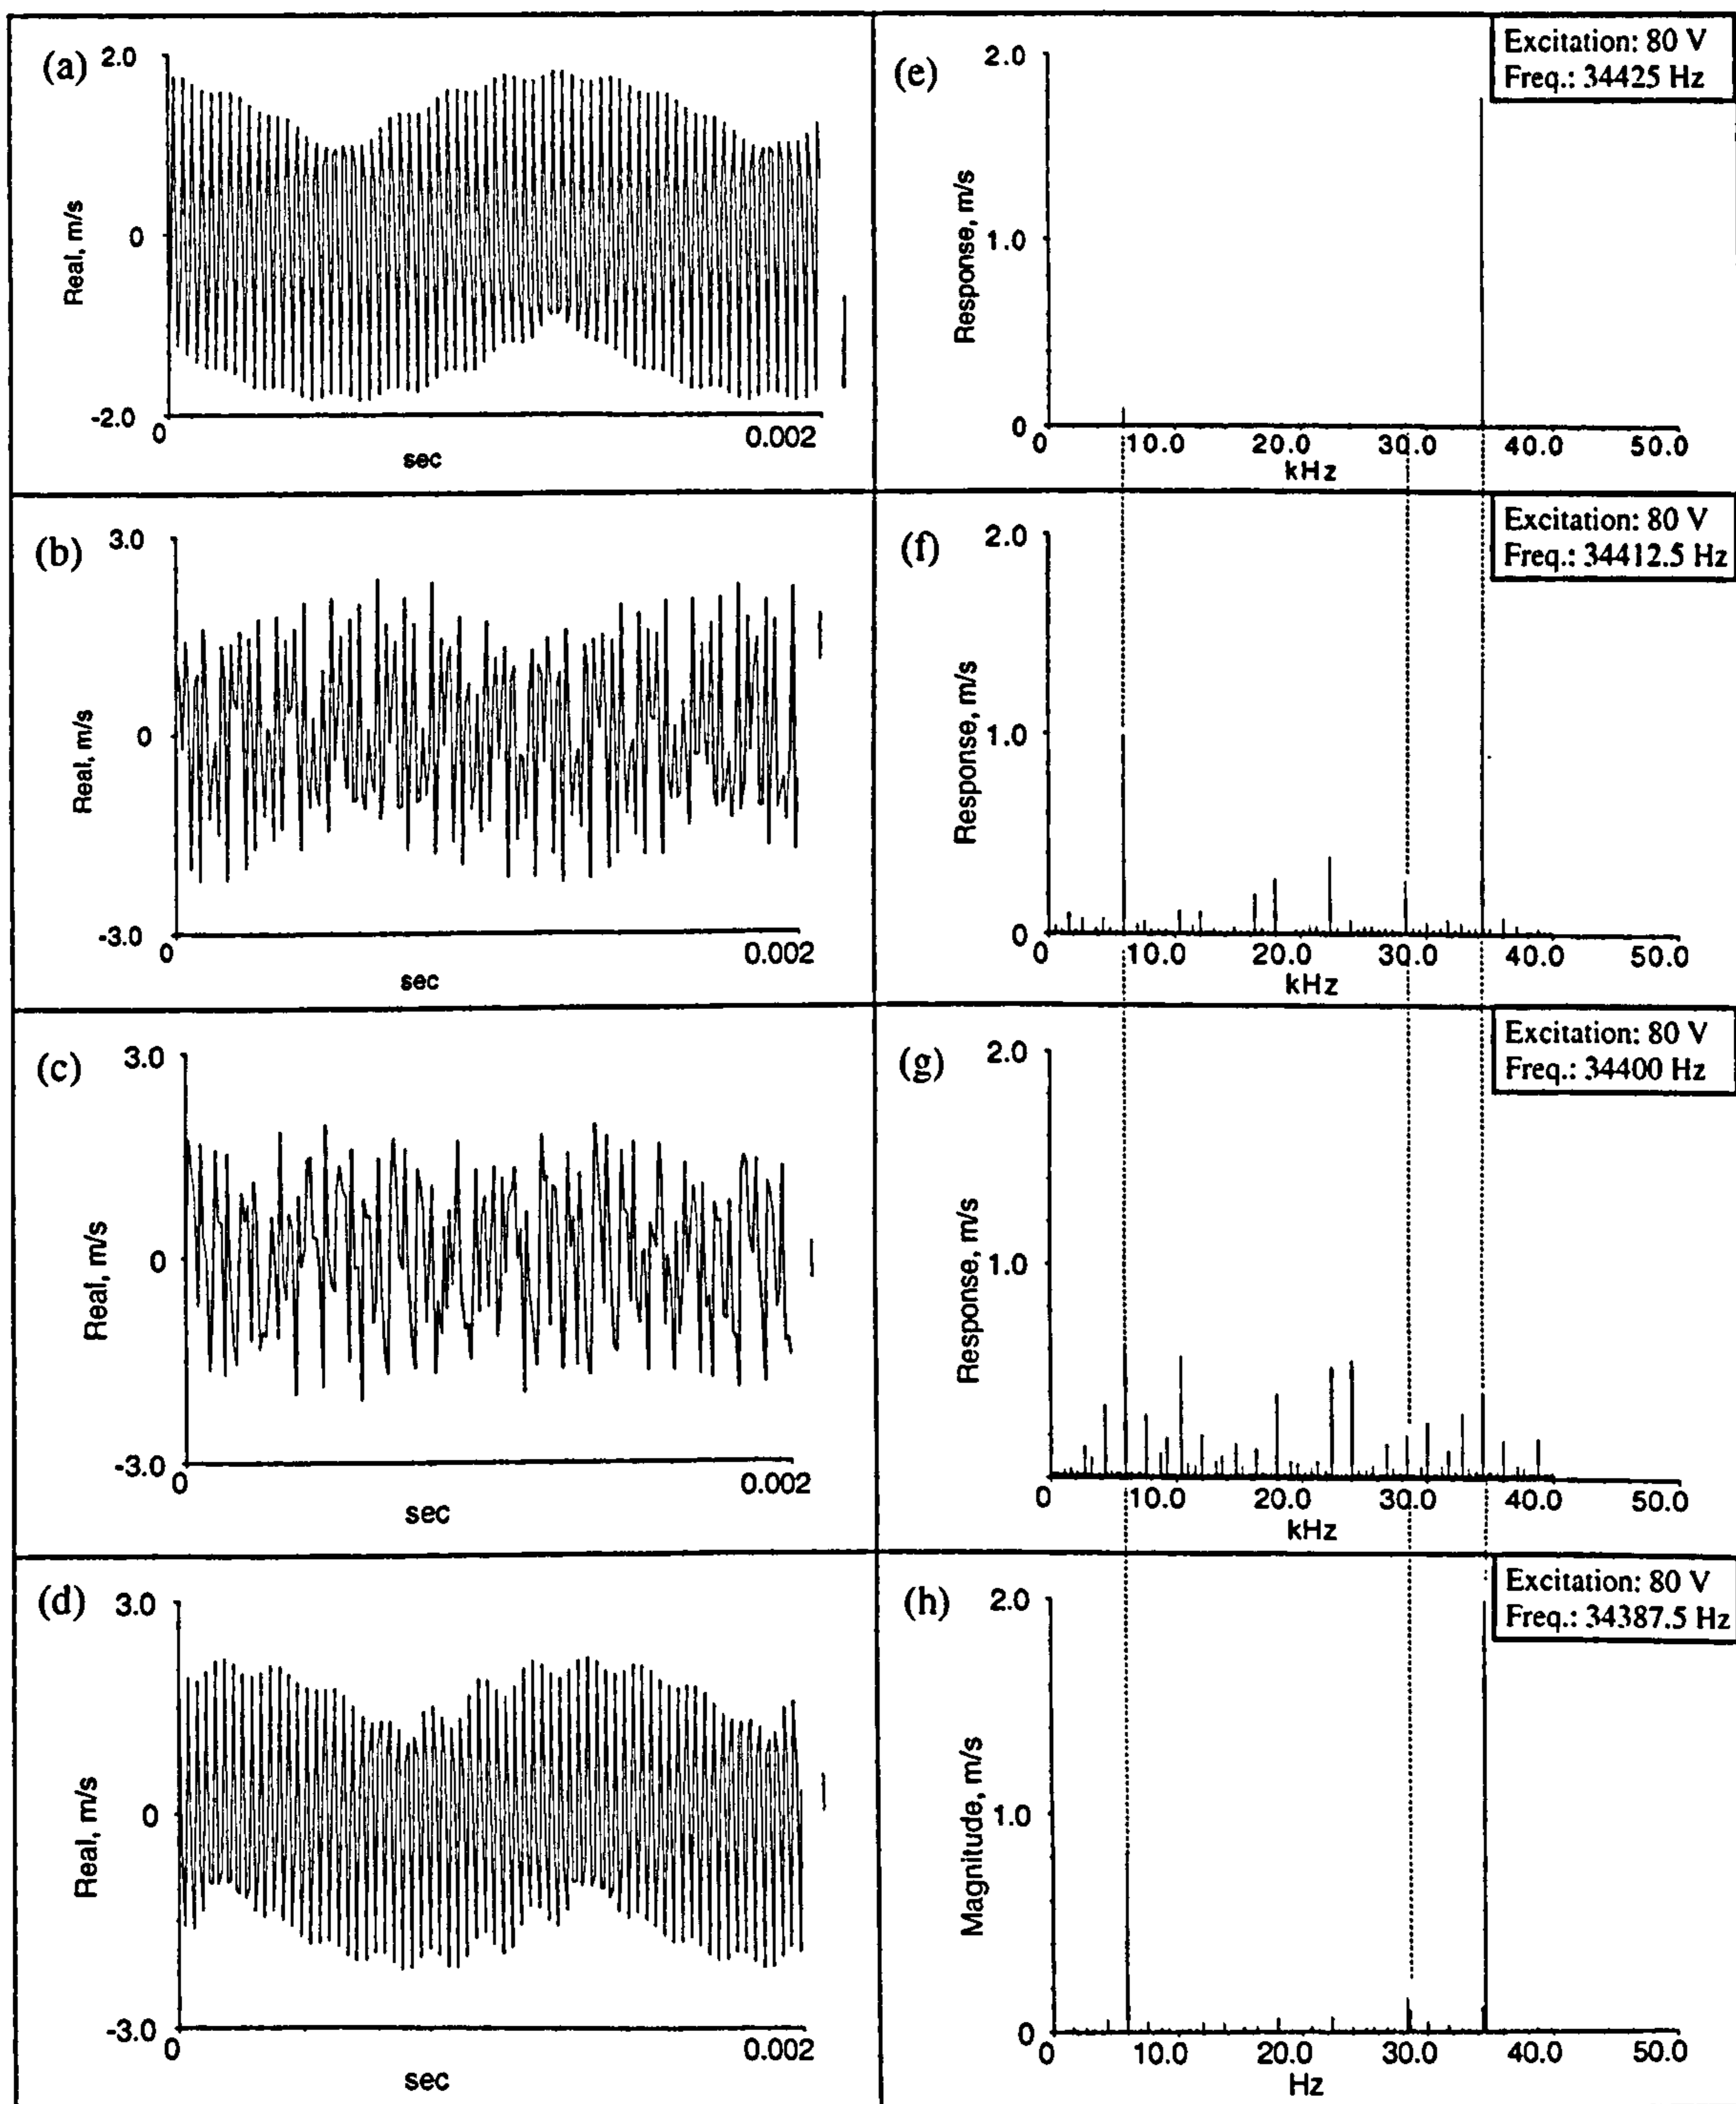 (a)
2.0
Real, m/s
0
-2.0
0
0.002
sec
(e)
2.0
Response, m/s
1.0
0
0
10.0
20.0
30.0
40.0
50.0
kHz
Excitation: 80 V
Freq.: 34425 Hz
(b)
3.0
Real, m/s
0
-3.0
0
0.002
sec
(f)
2.0
Response, m/s
1.0
0
0
10.0
20.0
30.0
40.0
50.0
kHz
Excitation: 80 V
Freq.: 34412.5 Hz
(c)
3.0
Real, m/s
0
-3.0
0
0.002
sec
(g)
2.0
Response, m/s
1.0
0
10.0
20.0
30.0
40.0
50.0
kHz
Excitation: 80 V
Freq.: 34400 Hz
(d)
3.0
Real, m/s
0
-3.0
0
0.002
sec
(h)
2.0
Magnitude, m/s
1.0
0
0
10.0
20.0
30.0
40.0
50.0
Hz
Excitation: 80 V
Freq.: 34387.5 Hz